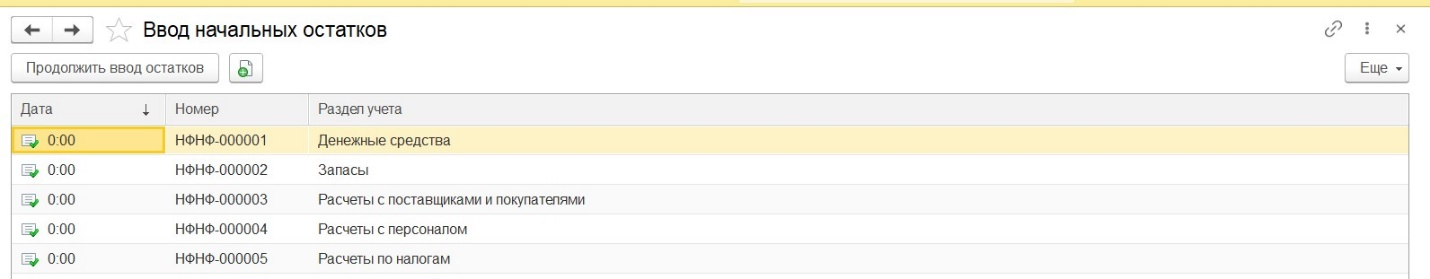 Ввод начальных остатков
Продолжить ввод остатков Еще
Дата Номер Раздел учета
0:00 НФНФ-000001 Денежные средства
0:00 НФНФ-000002 Запасы
0:00 НФНФ-000003 Расчеты с поставщиками и покупателями
0:00 НФНФ-000004 Расчеты с персоналом
0:00 НФНФ-000005 Расчеты по налогам